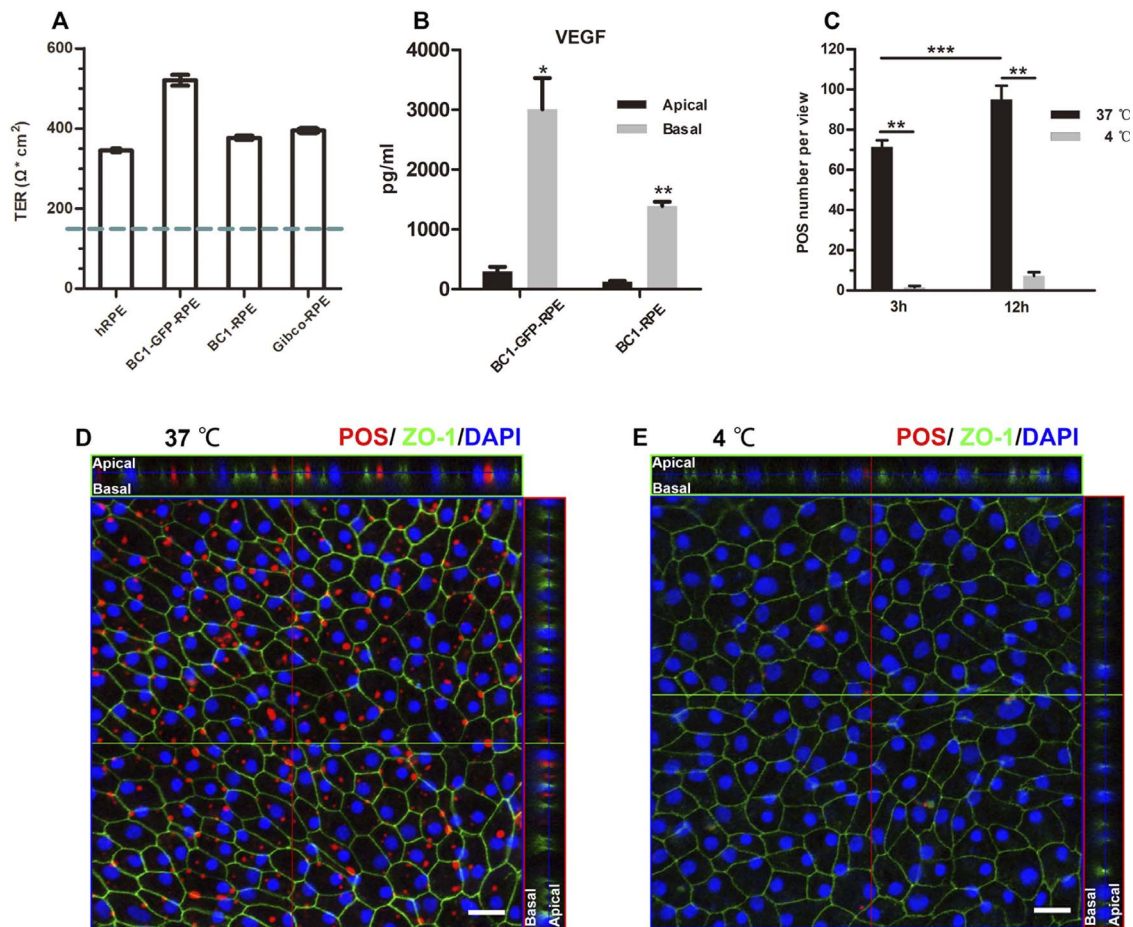 A
TER (Ω* cm2)
600
400
200
0
hRPE
BC1-GFP-RPE
BC1-RPE
Gibco-RPE
B
VEGF
pg/ml
4000
3000
2000
1000
0
*
**
Apical
Basal
BC1-GFP-RPE
BC1-RPE
C
POS number per view
120
100
80
60
40
20
0
***
**
**
37 ℃
4 ℃
3h
12h
D 37 ℃ POS/ ZO-1/DAPI
Apical
Basal
Basal
Apical
E 4 ℃ POS/ ZO-1/DAPI
Apical
Basal
Basal
Apical